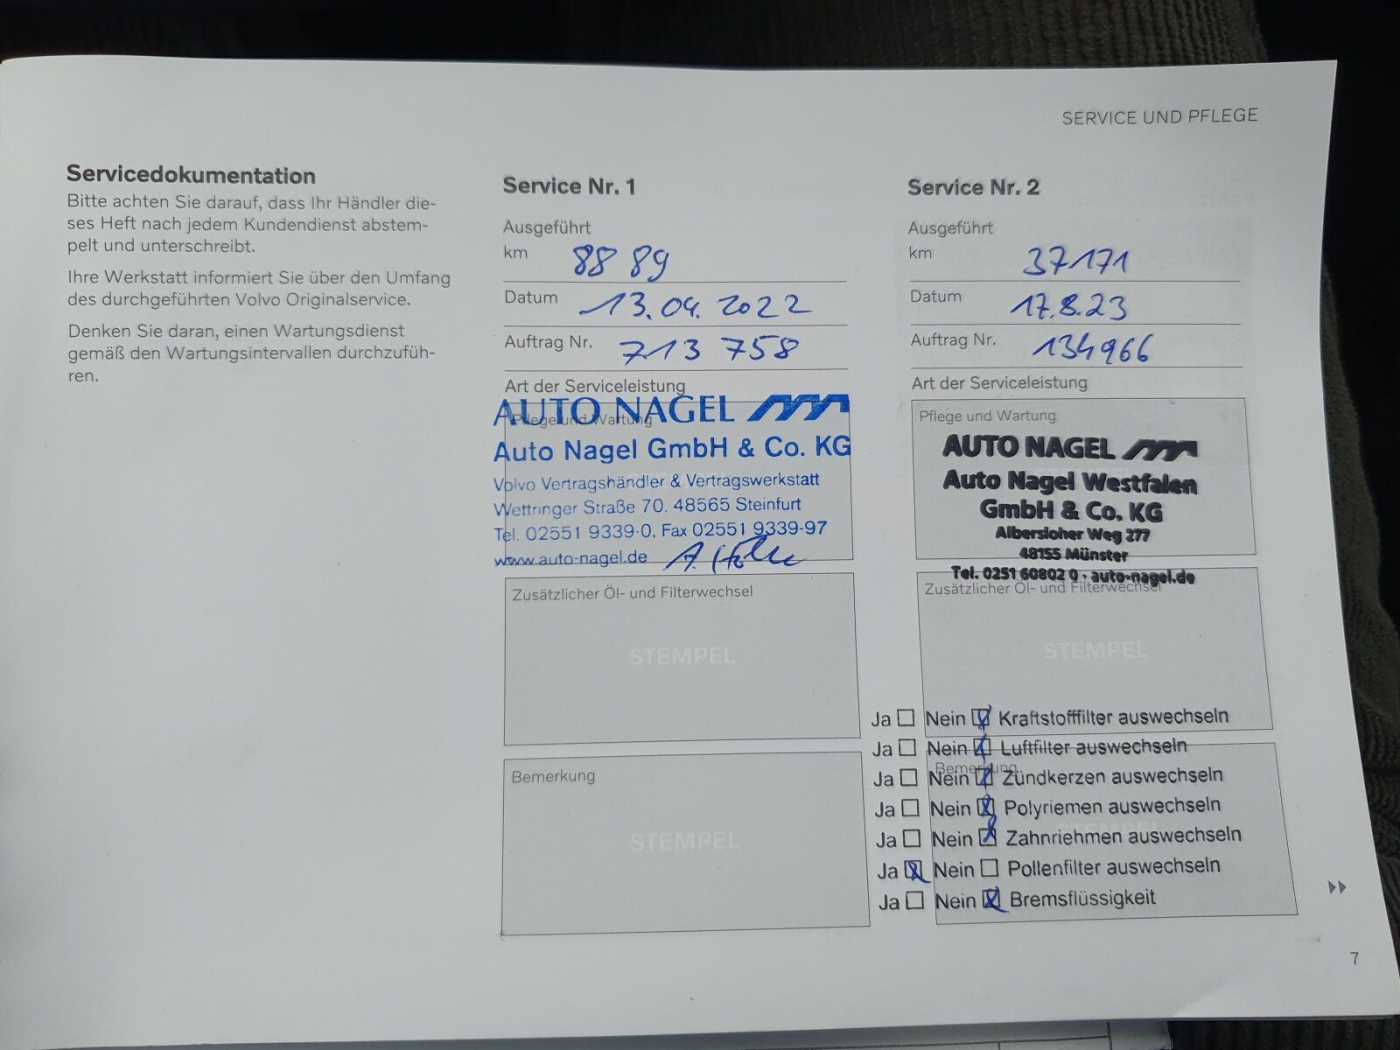 SERVICE UND PFLEGE
Servicedokumentation
Bitte achten Sie darauf, dass Ihr Händler die-
ses Heft nach jedem Kundendienst abstem-
pelt und unterschreibt.
Ihre Werkstatt informiert Sie über den Umfang
des durchgeführten Volvo Originalservice.
Denken Sie daran, einen Wartungsdienst
gemäß den Wartungsintervallen durchzufüh-
ren.
Service Nr. 1
Ausgeführt
km 8889
Datum 13.04.2022
Auftrag Nr. 713 758
Art der Serviceleistung
Pflege und Wartung
AUTO NAGEL
Auto Nagel GmbH & Co. KG
Volvo Vertragshändler & Vertragswerkstatt
Wettringer Straße 70. 48565 Steinfurt
Tel. 02551 9339-0, Fax 02551 9339-97
www.auto-nagel.de
Zusätzlicher Öl- und Filterwechsel
STEMPEL
Bemerkung
STEMPEL
Service Nr. 2
Ausgeführt
km 37171
Datum 17.8.23
Auftrag Nr. 134966
Art der Serviceleistung
Pflege und Wartung
AUTO NAGEL
Auto Nagel Westfalen
GmbH & Co. KG
Albersloher Weg 277
48155 Münster
Tel. 0251 60802 0 · auto-nagel.de
Zusätzlicher Öl- und Filterwechsel
STEMPEL
Ja Nein Kraftstofffilter auswechseln
Ja Nein Luftfilter auswechseln
Bemerkung
Ja Nein Zündkerzen auswechseln
Ja Nein Polyriemen auswechseln
Ja Nein Zahnriehmen auswechseln
Ja Nein Pollenfilter auswechseln
Ja Nein Bremsflüssigkeit
7